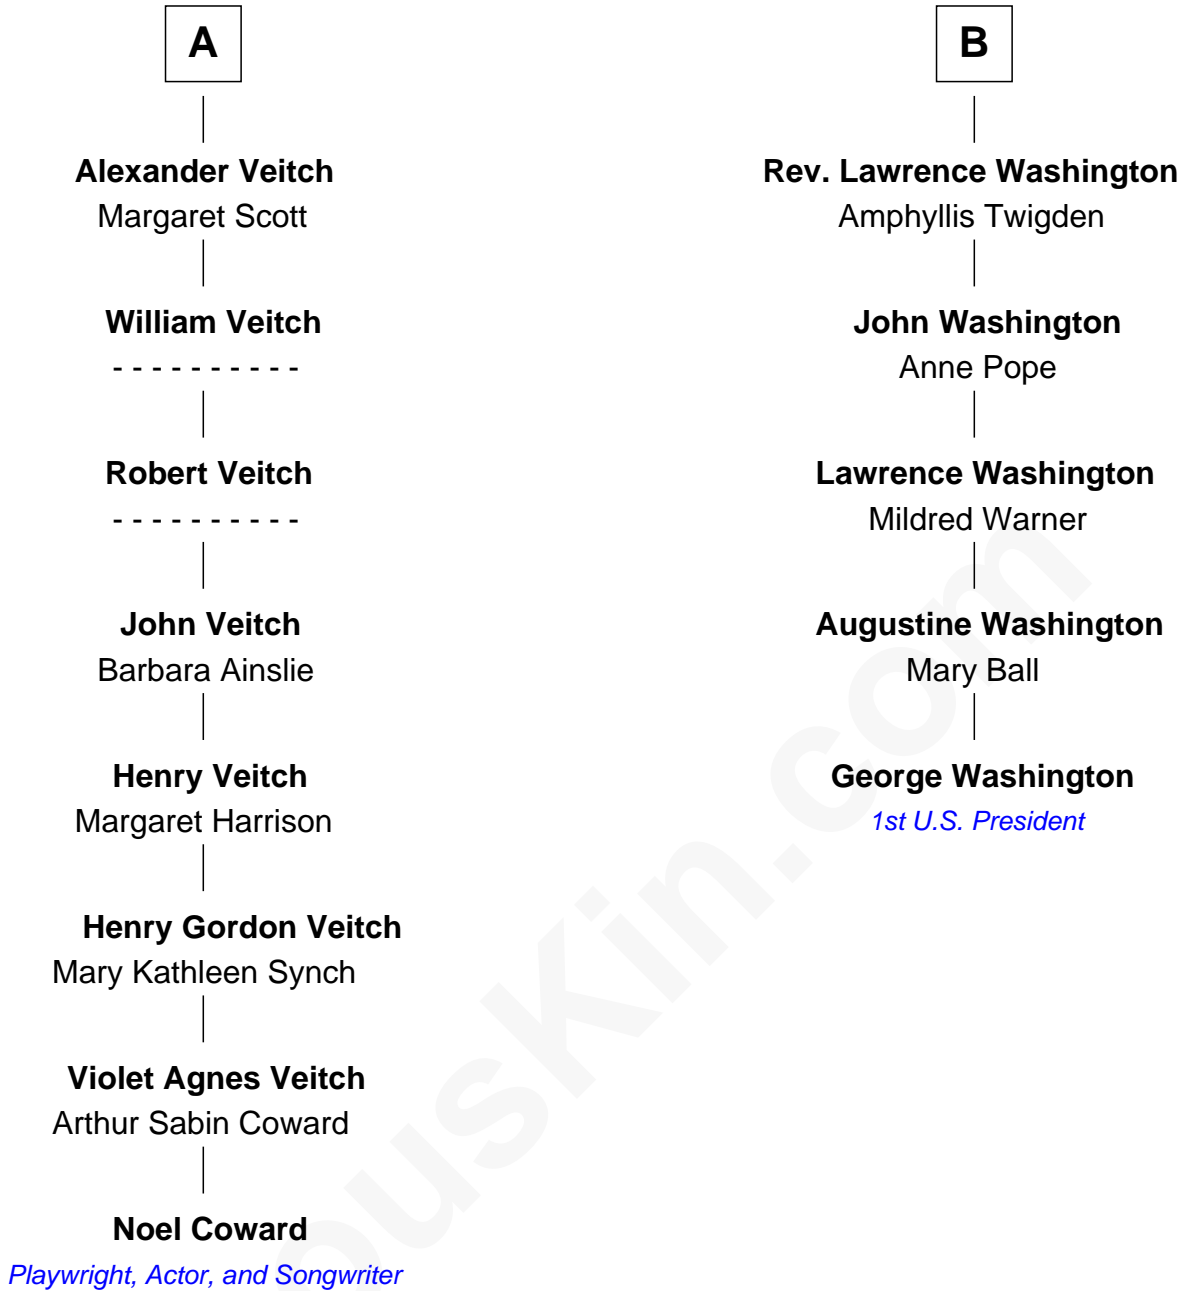 A
Alexander Veitch
Margaret Scott
William Veitch
- - - - - - - - - -
Robert Veitch
- - - - - - - - - -
John Veitch
Barbara Ainslie
Henry Veitch
Margaret Harrison
Henry Gordon Veitch
Mary Kathleen Synch
Violet Agnes Veitch
Arthur Sabin Coward
Noel Coward
Playwright, Actor, and Songwriter
B
Rev. Lawrence Washington
Amphyllis Twigden
John Washington
Anne Pope
Lawrence Washington
Mildred Warner
Augustine Washington
Mary Ball
George Washington
1st U.S. President
ousKin.com